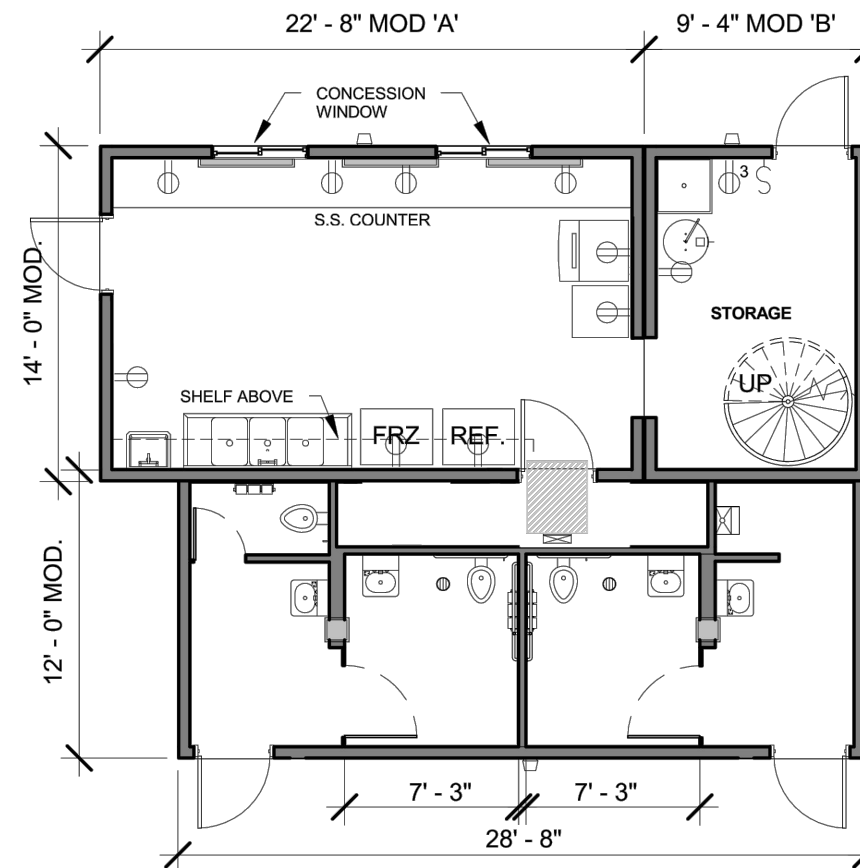 22' - 8" MOD 'A'
9' - 4" MOD 'B'
CONCESSION
WINDOW
3
S.S. COUNTER
14' - 0" MOD.
STORAGE
UP
SHELF ABOVE
FRZ
REF.
12' - 0" MOD.
7' - 3"
7' - 3"
28' - 8"